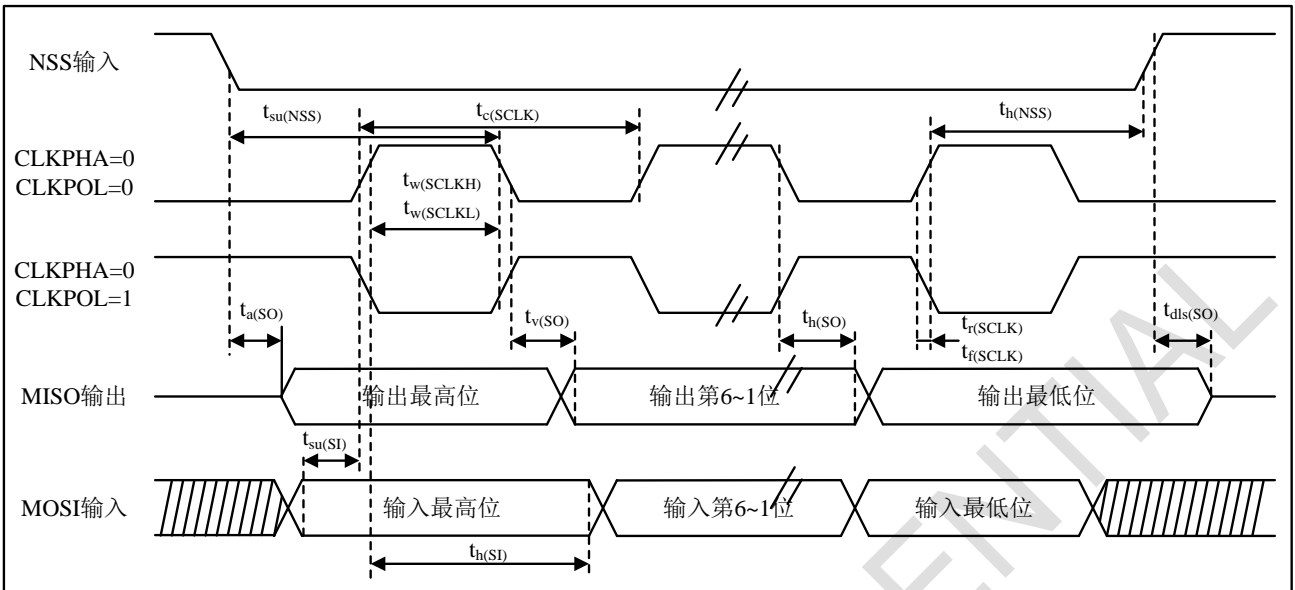 NSS输入
tsu(NSS)
tc(SCLK)
th(NSS)
CLKPHA=0
CLKPOL=0
tw(SCLKH)
tw(SCLKL)
CLKPHA=0
CLKPOL=1
ta(SO)
tv(SO)
th(SO)
tr(SCLK)
tf(SCLK)
tdls(SO)
MISO输出
输出最高位
输出第6~1位
输出最低位
tsu(SI)
MOSI输入
输入最高位
输入第6~1位
输入最低位
th(SI)
ENTIAL